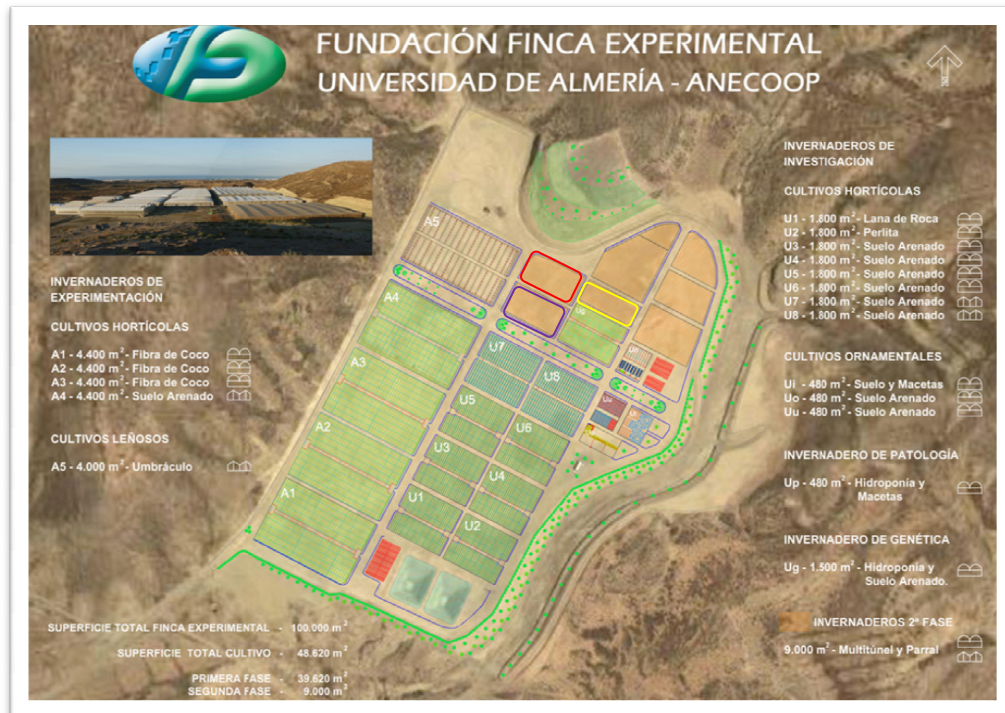 FUNDACIÓN FINCA EXPERIMENTAL
UNIVERSIDAD DE ALMERÍA - ANECOOP
INVERNADEROS DE
EXPERIMENTACIÓN
CULTIVOS HORTÍCOLAS
A1 - 4.400 m² - Fibra de Coco
A2 - 4.400 m² - Fibra de Coco
A3 - 4.400 m² - Fibra de Coco
A4 - 4.400 m² - Suelo Arenado
CULTIVOS LEÑOSOS
A5 - 4.000 m² - Umbráculo
A5
A4
A3
A2
A1
U7
U8
U5
U6
U3
U4
U1
U2
Ug
INVERNADEROS DE
INVESTIGACIÓN
CULTIVOS HORTÍCOLAS
U1 - 1.800 m² - Lana de Roca
U2 - 1.800 m² - Perlita
U3 - 1.800 m² - Suelo Arenado
U4 - 1.800 m² - Suelo Arenado
U5 - 1.800 m² - Suelo Arenado
U6 - 1.800 m² - Suelo Arenado
U7 - 1.800 m² - Suelo Arenado
U8 - 1.800 m² - Suelo Arenado
CULTIVOS ORNAMENTALES
Ui - 480 m² - Suelo y Macetas
Uo - 480 m² - Suelo Arenado
Uu - 480 m² - Suelo Arenado
INVERNADERO DE PATOLOGÍA
Up - 480 m² - Hidroponía y
Macetas
INVERNADERO DE GENÉTICA
Ug - 1.500 m² - Hidroponía y
Suelo Arenado.
INVERNADEROS 2ª FASE
9.000 m² - Multitúnel y Parral
SUPERFICIE TOTAL FINCA EXPERIMENTAL - 100.000 m²
SUPERFICIE TOTAL CULTIVO - 48.620 m²
PRIMERA FASE - 39.620 m²
SEGUNDA FASE - 9.000 m²